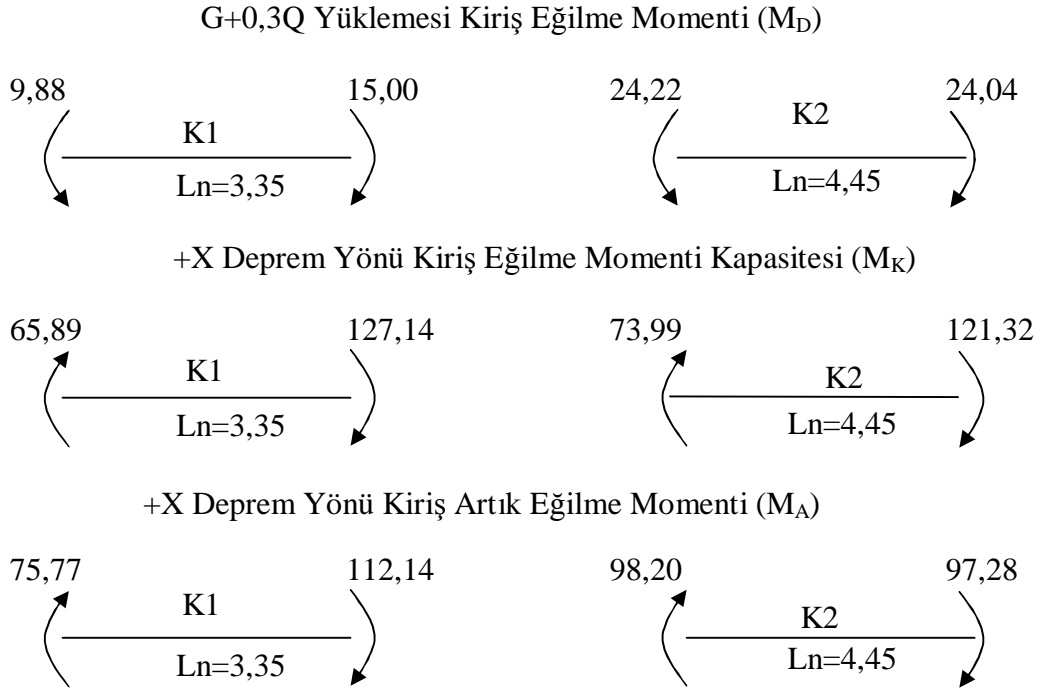 G+0,3Q Yüklemesi Kiriş Eğilme Momenti (M_D)
9,88 15,00 24,22 24,04
K1 K2
Ln=3,35 Ln=4,45
+X Deprem Yönü Kiriş Eğilme Momenti Kapasitesi (M_K)
65,89 127,14 73,99 121,32
K1 K2
Ln=3,35 Ln=4,45
+X Deprem Yönü Kiriş Artık Eğilme Momenti (M_A)
75,77 112,14 98,20 97,28
K1 K2
Ln=3,35 Ln=4,45